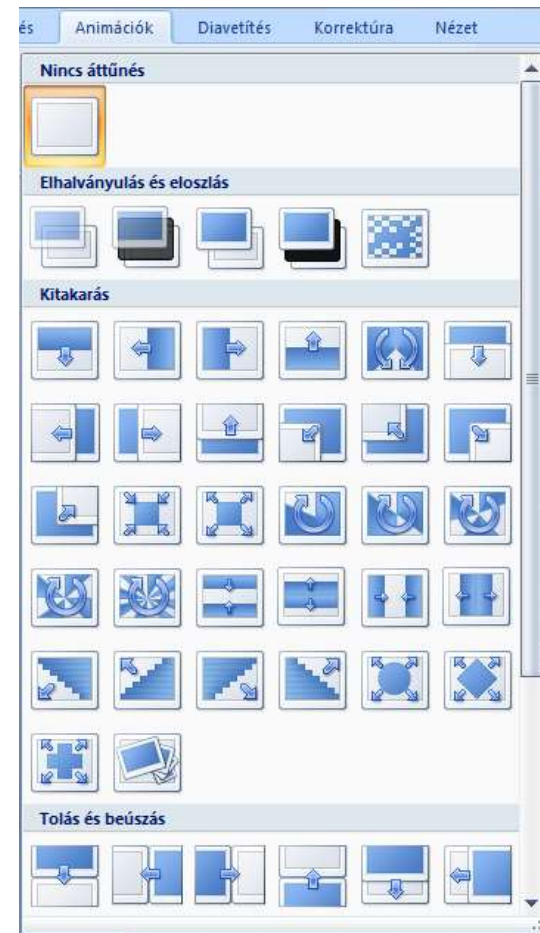 és Animációk Diavetítés Korrektúra Nézet
Nincs áttűnés
Elhalványulás és eloszlás
Kitakarás
Tolás és beúszás